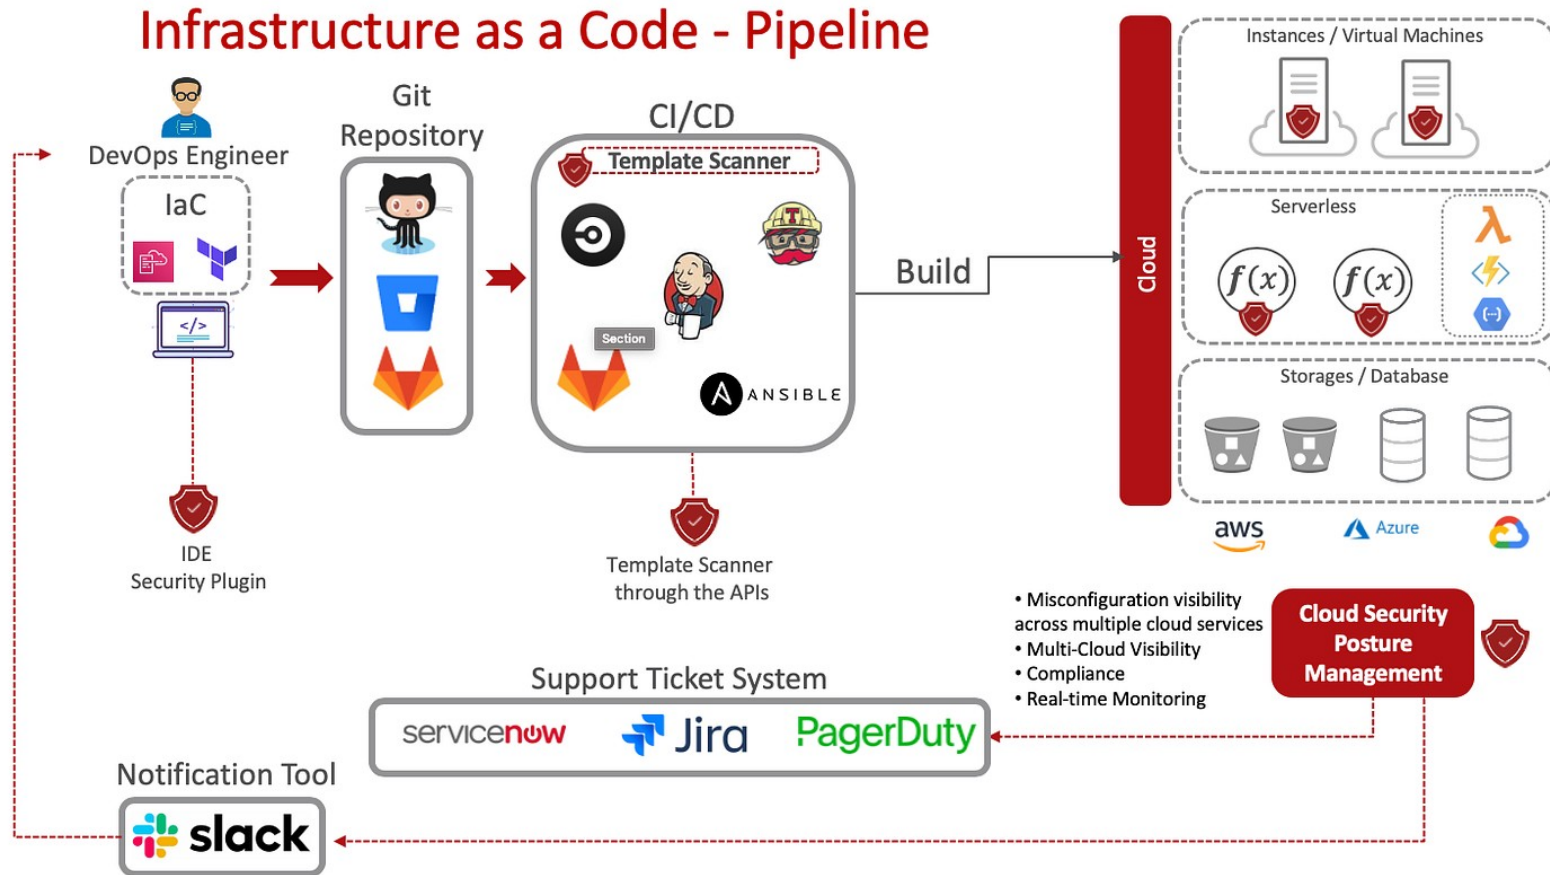 Infrastructure as a Code - Pipeline
DevOps Engineer
IaC
</>
IDE
Security Plugin
Git
Repository
CI/CD
Template Scanner
T
Section
A ANSIBLE
Template Scanner
through the APIs
Build
Cloud
Instances / Virtual Machines
Serverless
f(x)
f(x)
Storages / Database
aws
Azure
• Misconfiguration visibility
across multiple cloud services
• Multi-Cloud Visibility
• Compliance
• Real-time Monitoring
Cloud Security
Posture
Management
Support Ticket System
servicenow
Jira
PagerDuty
Notification Tool
slack